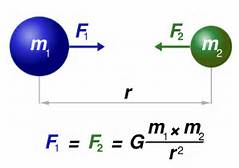 m₁ F₁ F₂ m₂
r
F₁ = F₂ = G m₁ × m₂ / r²